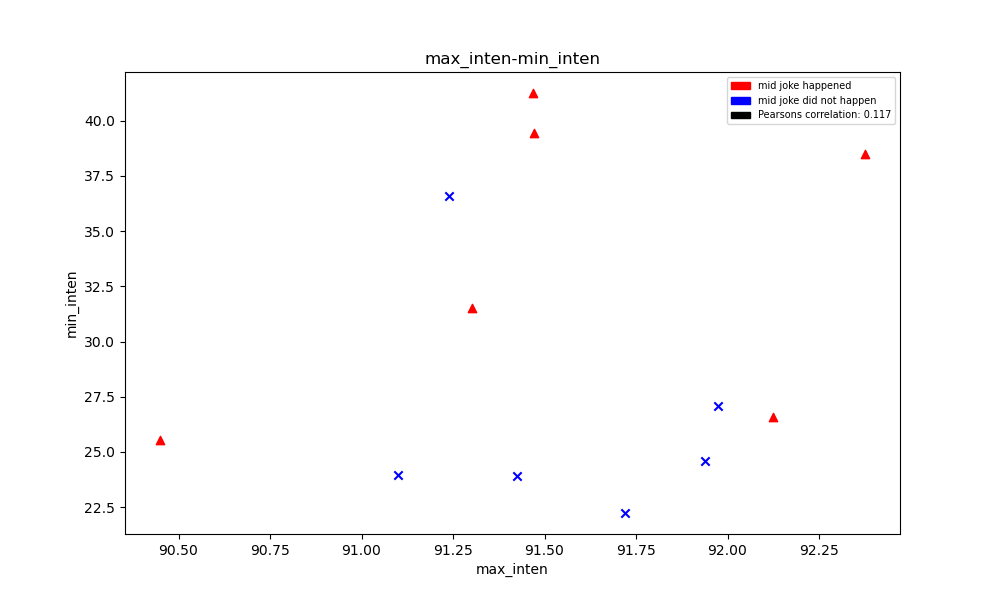 max_inten-min_inten
mid joke happened
mid joke did not happen
Pearsons correlation: 0.117
40.0
37.5
35.0
32.5
30.0
27.5
25.0
22.5
min_inten
90.50 90.75 91.00 91.25 91.50 91.75 92.00 92.25
max_inten